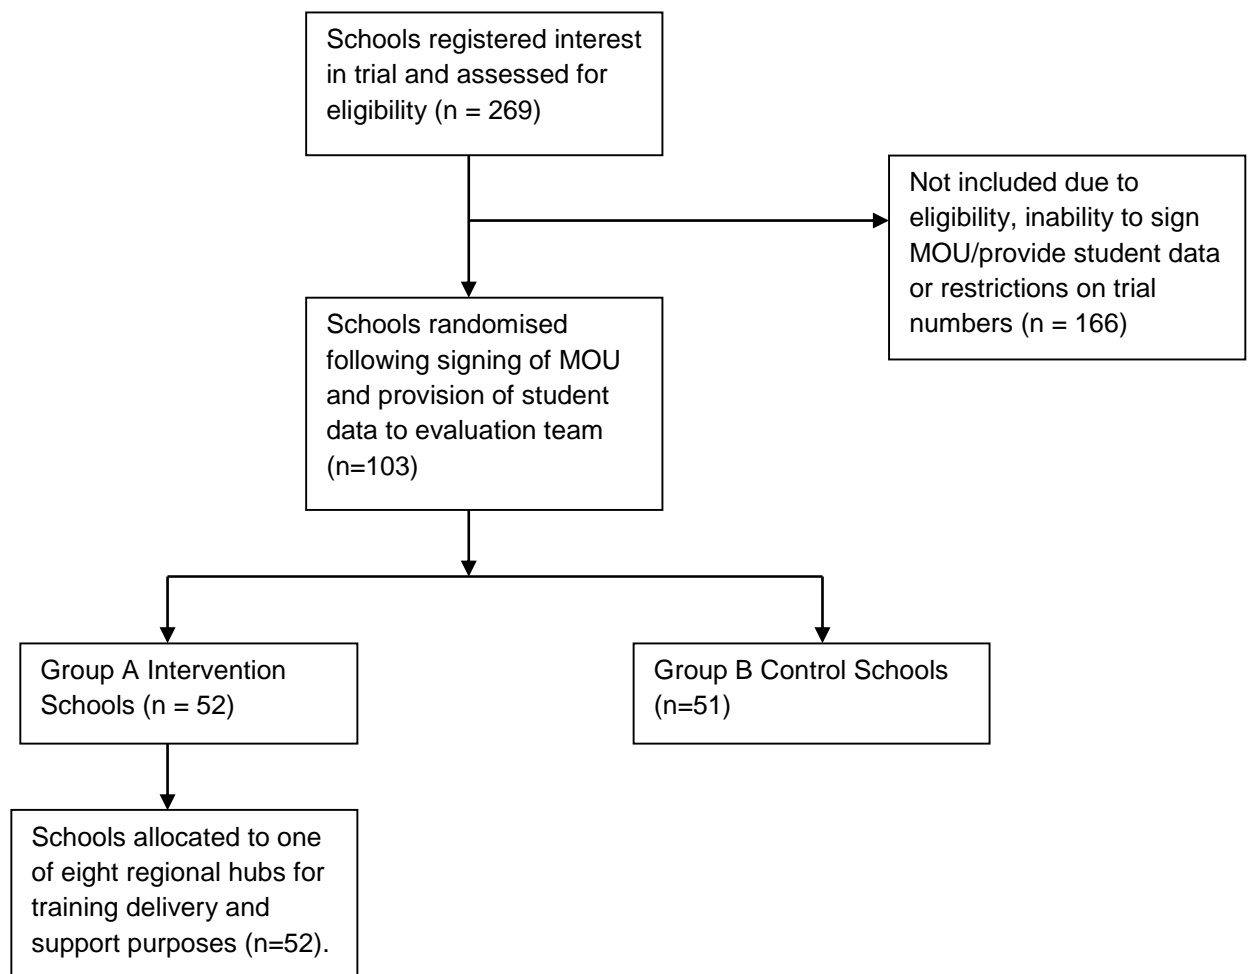 Schools registered interest
in trial and assessed for
eligibility (n = 269)
Not included due to
eligibility, inability to sign
MOU/provide student data
or restrictions on trial
numbers (n = 166)
Schools randomised
following signing of MOU
and provision of student
data to evaluation team
(n=103)
Group A Intervention
Schools (n = 52)
Group B Control Schools
(n=51)
Schools allocated to one
of eight regional hubs for
training delivery and
support purposes (n=52).